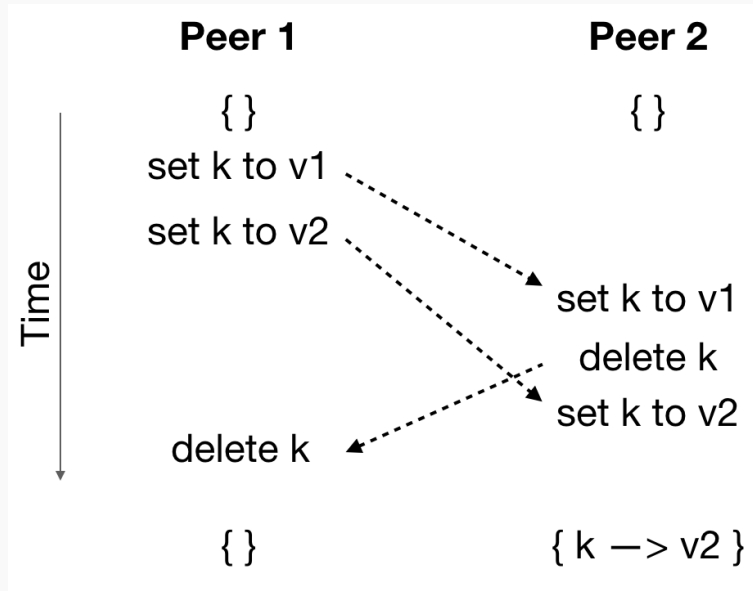 Peer 1 Peer 2
{ } { }
set k to v1
set k to v2
Time
set k to v1
delete k
set k to v2
delete k
{ } { k —> v2 }